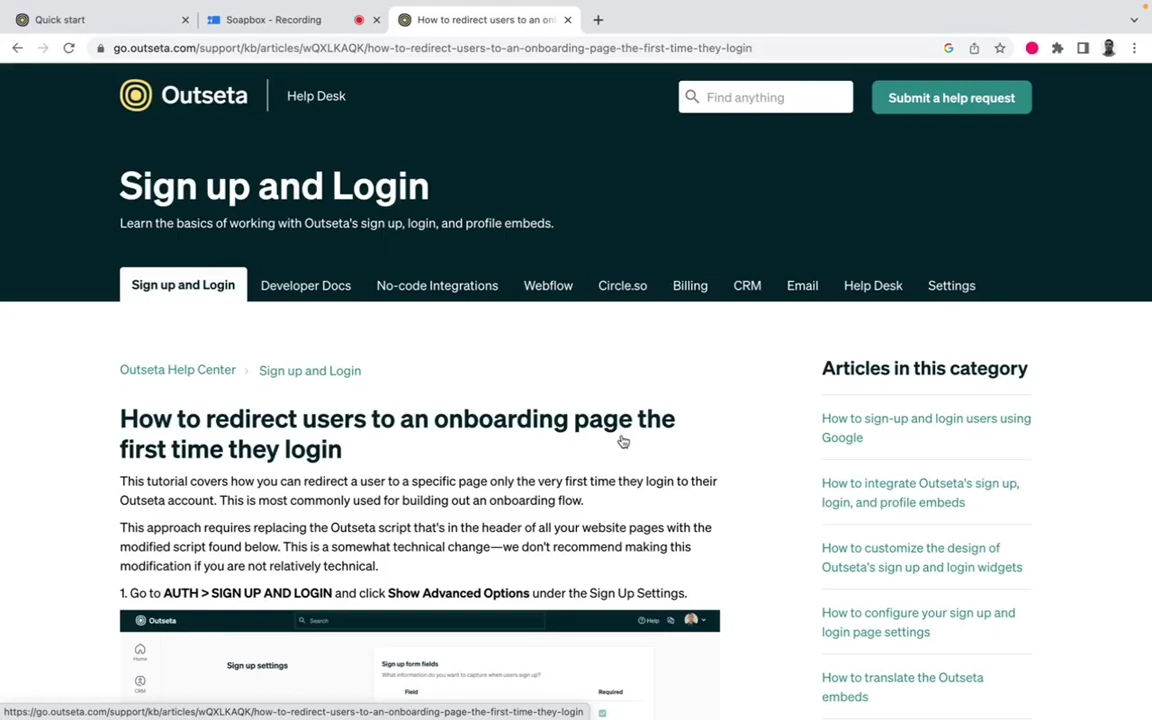 Quick start
Soapbox - Recording
How to redirect users to an onl
go.outseta.com/support/kb/articles/wQXLKAQK/how-to-redirect-users-to-an-onboarding-page-the-first-time-they-login
Outseta
Help Desk
Find anything
Submit a help request
Sign up and Login
Learn the basics of working with Outseta's sign up, login, and profile embeds.
Sign up and Login Developer Docs No-code Integrations Webflow Circle.so Billing CRM Email Help Desk Settings
Outseta Help Center › Sign up and Login
How to redirect users to an onboarding page the
first time they login
This tutorial covers how you can redirect a user to a specific page only the very first time they login to their
Outseta account. This is most commonly used for building out an onboarding flow.
This approach requires replacing the Outseta script that's in the header of all your website pages with the
modified script found below. This is a somewhat technical change—we don't recommend making this
modification if you are not relatively technical.
1. Go to AUTH > SIGN UP AND LOGIN and click Show Advanced Options under the Sign Up Settings.
Outseta
Search
Help
Home
CRM
Sign up settings
Sign up form fields
What information do you want to capture when users sign up?
Field
Required
Articles in this category
How to sign-up and login users using
Google
How to integrate Outseta's sign up,
login, and profile embeds
How to customize the design of
Outseta's sign up and login widgets
How to configure your sign up and
login page settings
How to translate the Outseta
embeds
https://go.outseta.com/support/kb/articles/wQXLKAQK/how-to-redirect-users-to-an-onboarding-page-the-first-time-they-login